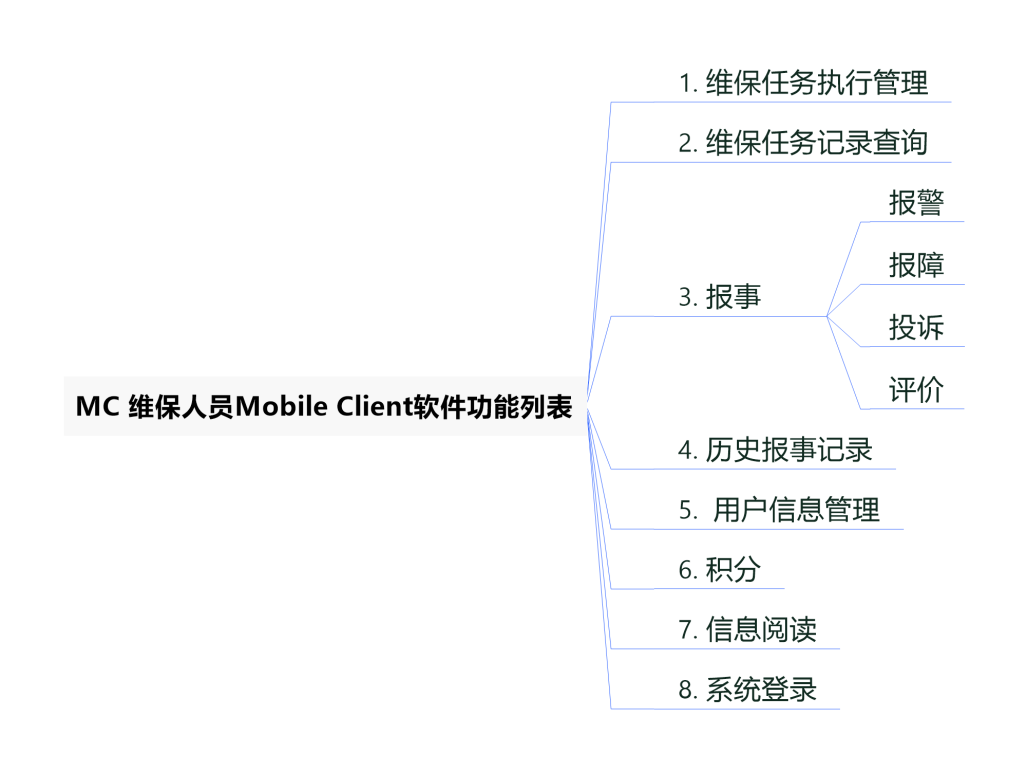 1. 维保任务执行管理
2. 维保任务记录查询
报警
报障
3. 报事
投诉
评价
MC 维保人员Mobile Client软件功能列表
4. 历史报事记录
5. 用户信息管理
6. 积分
7. 信息阅读
8. 系统登录